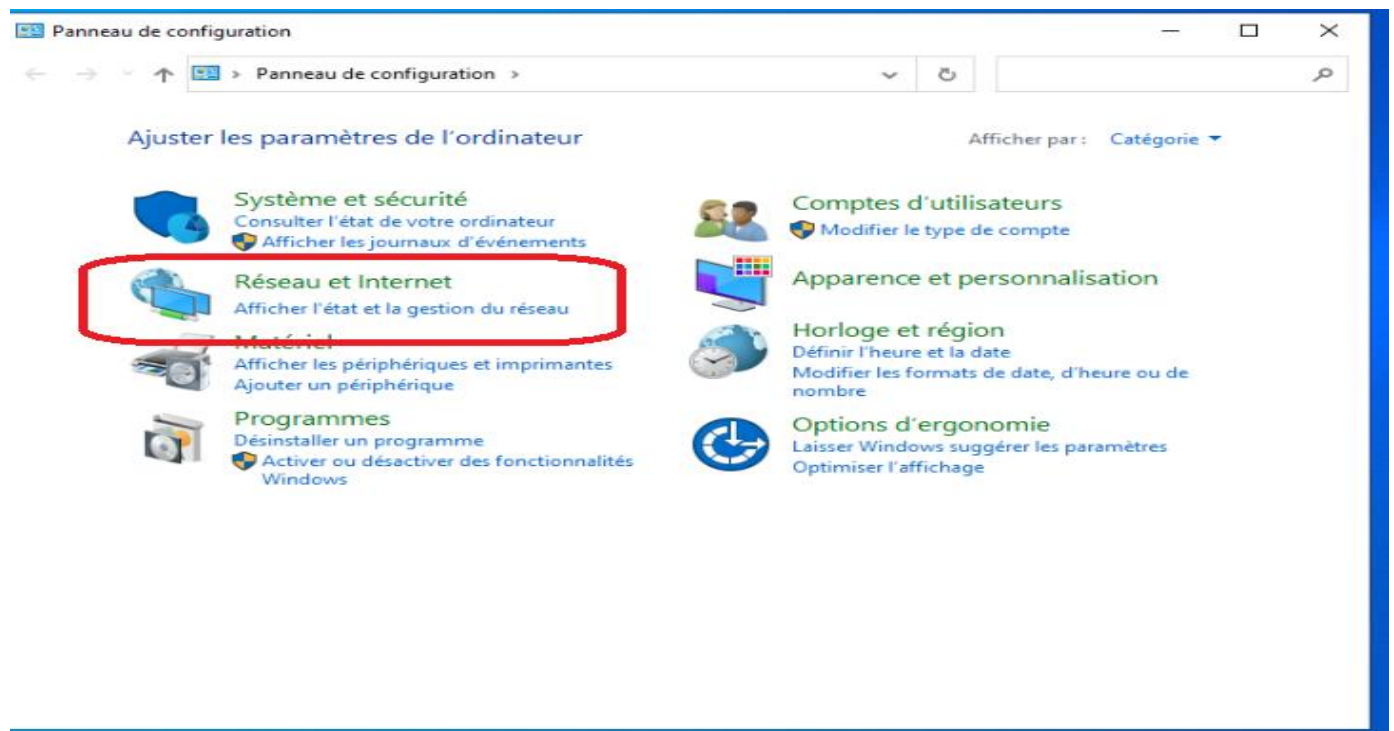 Panneau de configuration
Panneau de configuration
Ajuster les paramètres de l'ordinateur
Afficher par : Catégorie
Système et sécurité
Consulter l'état de votre ordinateur
Afficher les journaux d'événements
Réseau et Internet
Afficher l'état et la gestion du réseau
Matériel
Afficher les périphériques et imprimantes
Ajouter un périphérique
Programmes
Désinstaller un programme
Activer ou désactiver des fonctionnalités
Windows
Comptes d'utilisateurs
Modifier le type de compte
Apparence et personnalisation
Horloge et région
Définir l'heure et la date
Modifier les formats de date, d'heure ou de
nombre
Options d'ergonomie
Laisser Windows suggérer les paramètres
Optimiser l'affichage